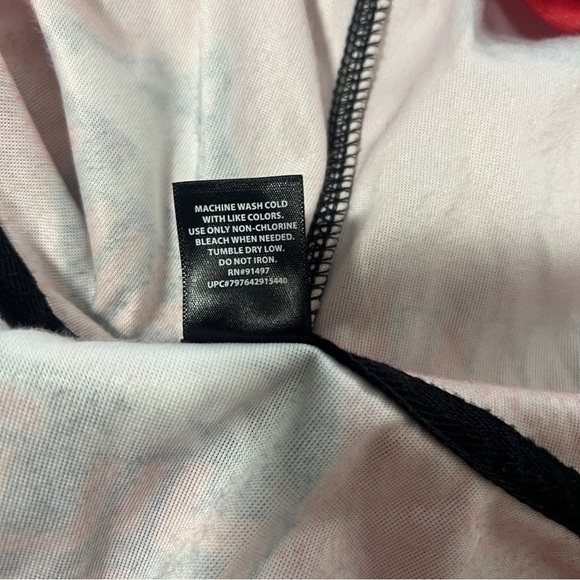 MACHINE WASH COLD
WITH LIKE COLORS.
USE ONLY NON-CHLORINE
BLEACH WHEN NEEDED.
TUMBLE DRY LOW.
DO NOT IRON.
RN#91497
UPC#797642915440